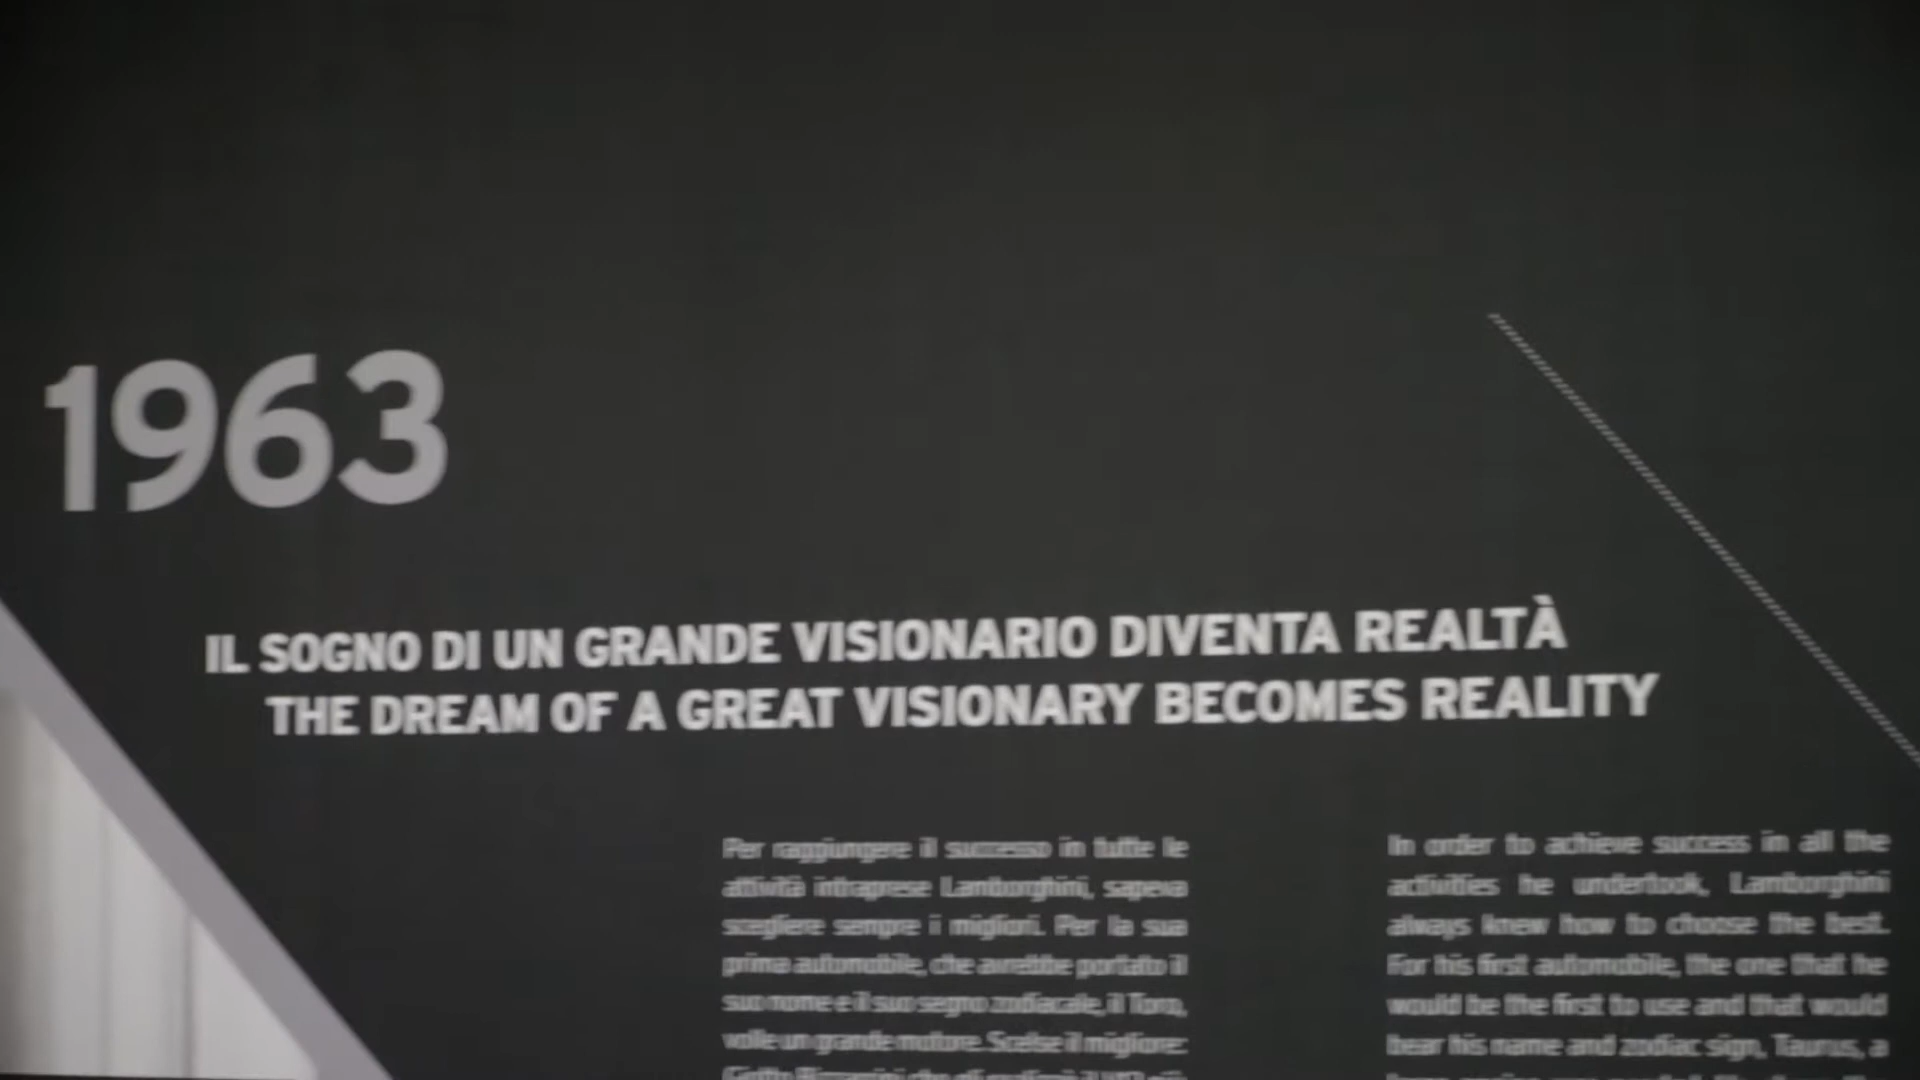 1963
IL SOGNO DI UN GRANDE VISIONARIO DIVENTA REALTÀ
THE DREAM OF A GREAT VISIONARY BECOMES REALITY
Per raggiungere il successo in tutte le
attività intraprese Lamborghini, sapeva
scegliere sempre i migliori. Per la sua
prima automobile, che avrebbe portato il
suo nome e il suo segno zodiacale, il Toro,
volle un grande motore. Scelse il migliore:
In order to achieve success in all the
activities he undertook, Lamborghini
always knew how to choose the best.
For his first automobile, the one that he
would be the first to use and that would
bear his name and zodiac sign, Taurus, a